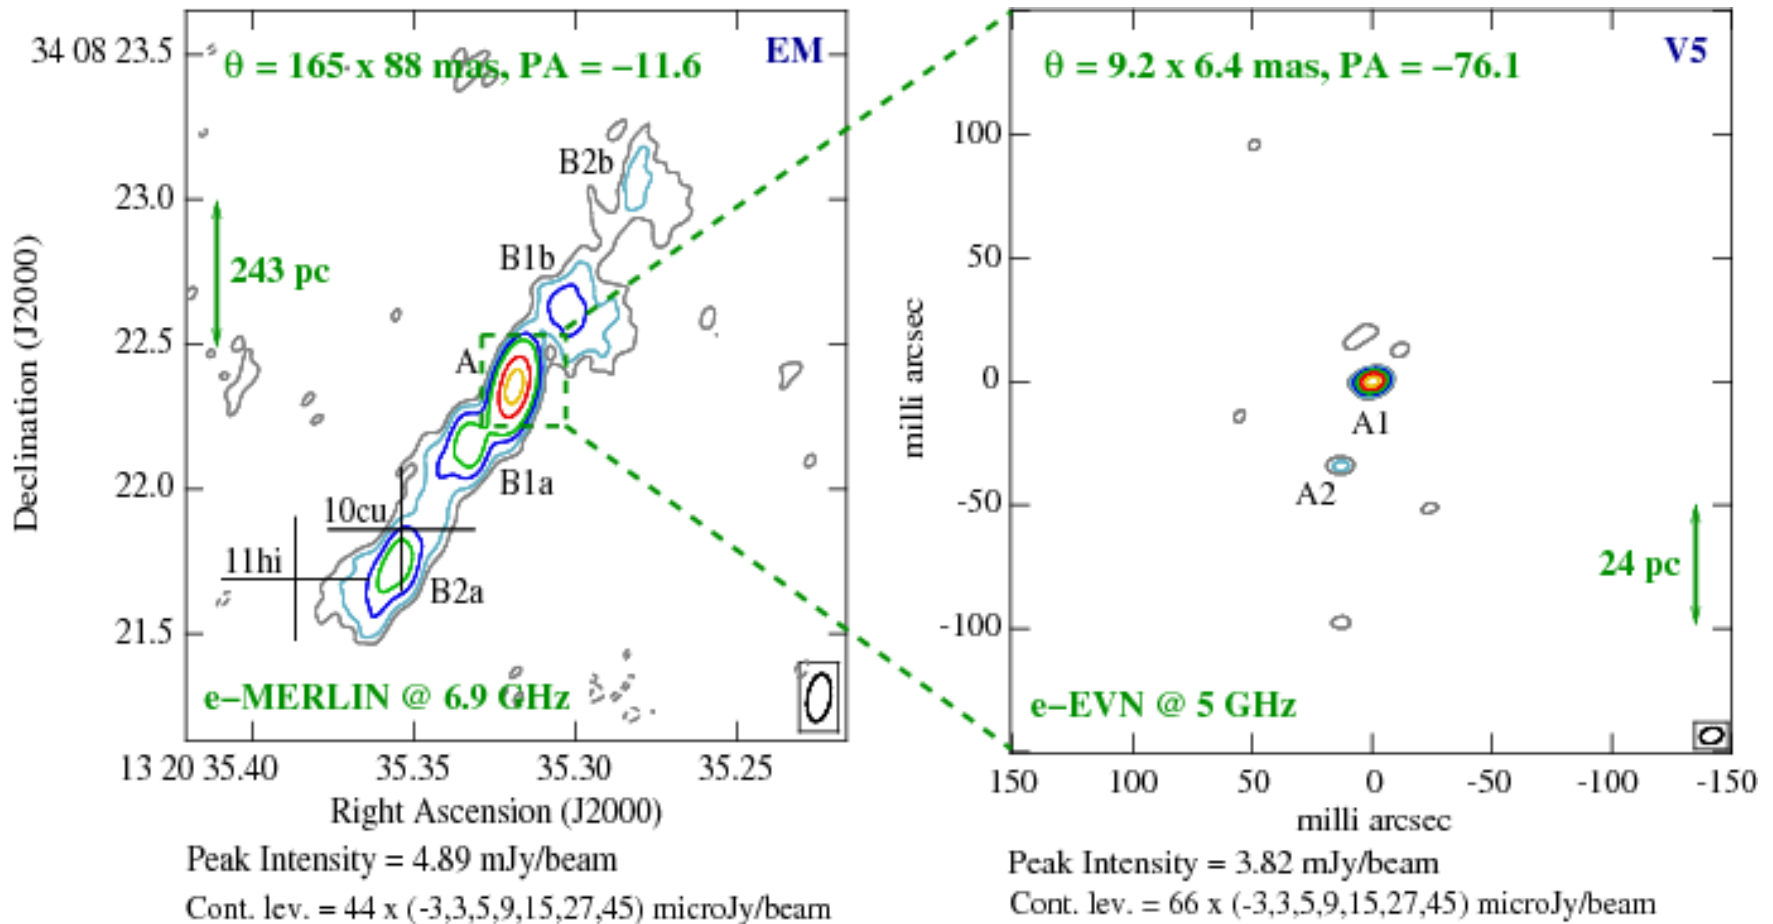 θ = 165 x 88 mas, PA = −11.6
EM
34 08 23.5
B2b
23.0
B1b
243 pc
22.5
A
Declination (J2000)
22.0
B1a
10cu
11hi
B2a
21.5
e−MERLIN @ 6.9 GHz
13 20 35.40
35.35
35.30
35.25
Right Ascension (J2000)
Peak Intensity = 4.89 mJy/beam
Cont. lev. = 44 x (-3,3,5,9,15,27,45) microJy/beam
θ = 9.2 x 6.4 mas, PA = −76.1
V5
100
50
0
milli arcsec
A1
A2
-50
24 pc
-100
e−EVN @ 5 GHz
150
100
50
0
-50
-100
-150
milli arcsec
Peak Intensity = 3.82 mJy/beam
Cont. lev. = 66 x (-3,3,5,9,15,27,45) microJy/beam